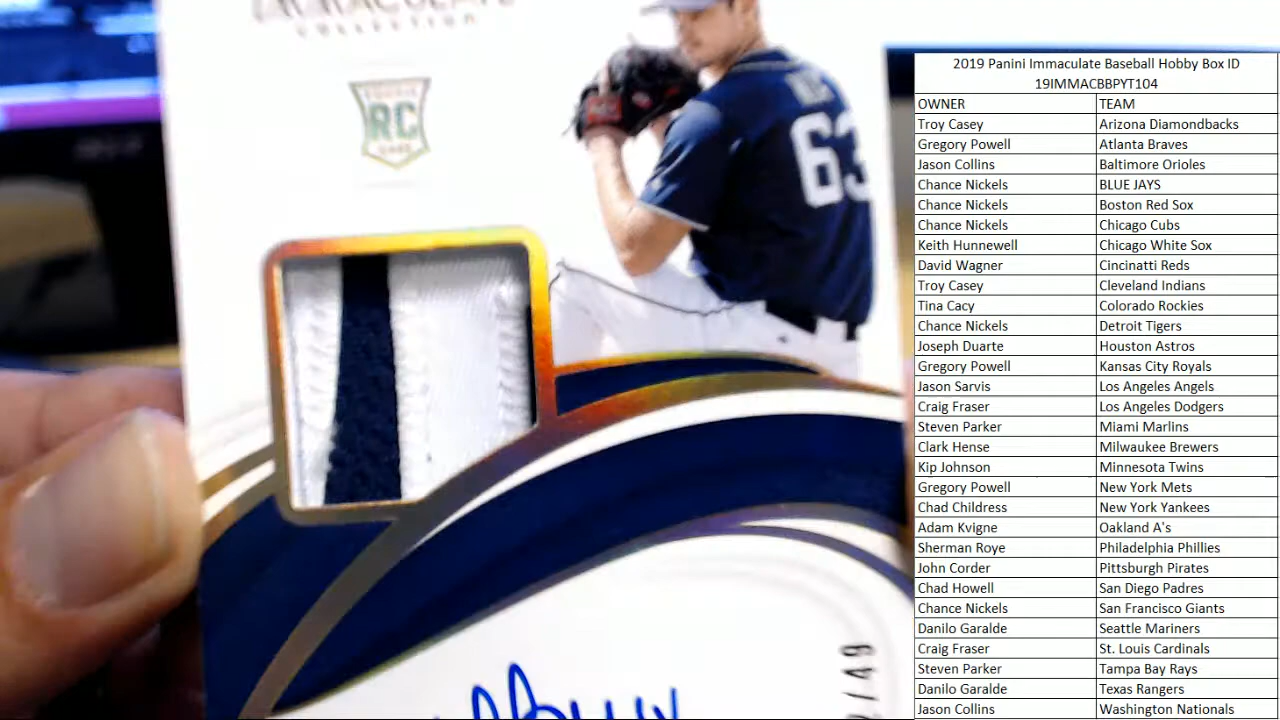 COLLECTION
RC
63
/49
2019 Panini Immaculate Baseball Hobby Box ID
19IMMACBBPYT104
OWNER TEAM
Troy Casey Arizona Diamondbacks
Gregory Powell Atlanta Braves
Jason Collins Baltimore Orioles
Chance Nickels BLUE JAYS
Chance Nickels Boston Red Sox
Chance Nickels Chicago Cubs
Keith Hunnewell Chicago White Sox
David Wagner Cincinatti Reds
Troy Casey Cleveland Indians
Tina Cacy Colorado Rockies
Chance Nickels Detroit Tigers
Joseph Duarte Houston Astros
Gregory Powell Kansas City Royals
Jason Sarvis Los Angeles Angels
Craig Fraser Los Angeles Dodgers
Steven Parker Miami Marlins
Clark Hense Milwaukee Brewers
Kip Johnson Minnesota Twins
Gregory Powell New York Mets
Chad Childress New York Yankees
Adam Kvigne Oakland A's
Sherman Roye Philadelphia Phillies
John Corder Pittsburgh Pirates
Chad Howell San Diego Padres
Chance Nickels San Francisco Giants
Danilo Garalde Seattle Mariners
Craig Fraser St. Louis Cardinals
Steven Parker Tampa Bay Rays
Danilo Garalde Texas Rangers
Jason Collins Washington Nationals